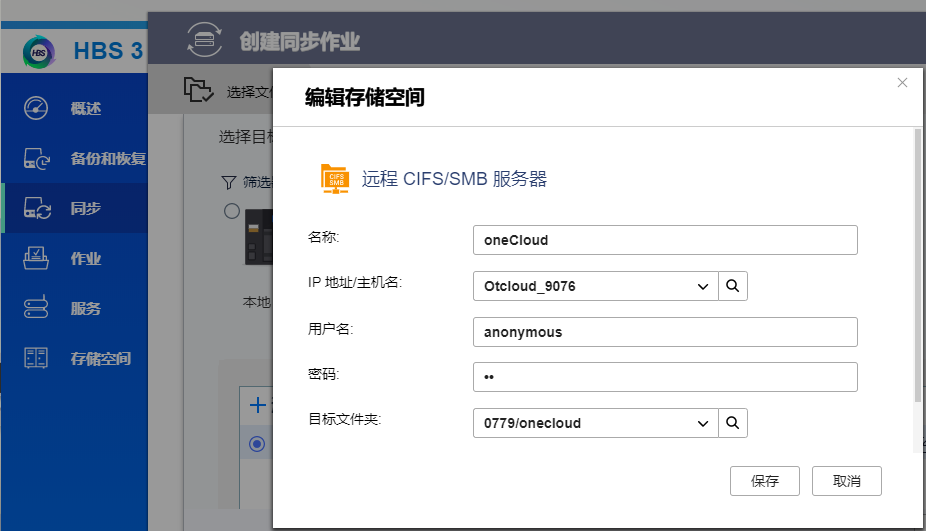 HBS 3
HBS
创建同步作业
选择文
编辑存储空间
概述
备份和恢复
同步
作业
服务
存储空间
选择目标
筛选
本地
CIFS
SMB
远程 CIFS/SMB 服务器
名称:
oneCloud
IP 地址/主机名:
Otcloud_9076
用户名:
anonymous
密码:
••
目标文件夹:
0779/onecloud
保存
取消